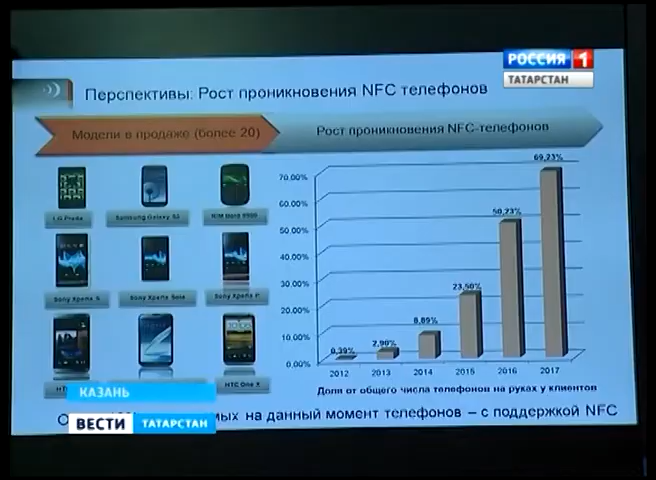 РОССИЯ 1
ТАТАРСТАН
Перспективы: Рост проникновения NFC телефонов
Модели в продаже (более 20)
Рост проникновения NFC-телефонов
LG Prada
Samsung Galaxy S3
RIM Bold 9900
Sony Xperia S
Sony Xperia Sola
Sony Xperia P
HTC One X
70,00%
60,00%
50,00%
40,00%
30,00%
20,00%
10,00%
0,00%
0,39%
2,90%
8,89%
23,50%
50,23%
69,23%
2012 2013 2014 2015 2016 2017
Доля от общего числа телефонов на руках у клиентов
на данный момент телефонов – с поддержкой NFC
КАЗАНЬ
ВЕСТИ ТАТАРСТАН